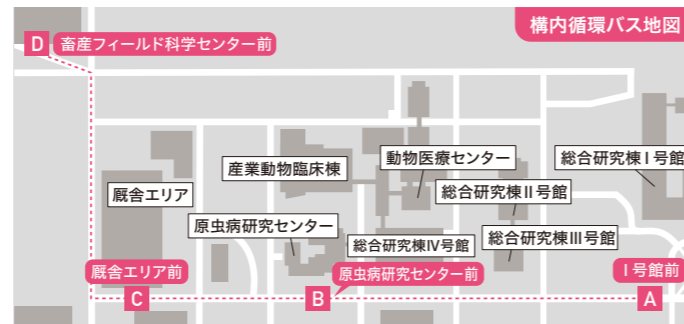 構内循環バス地図
D 畜産フィールド科学センター前
産業動物臨床棟
動物医療センター
総合研究棟Ⅰ号館
厩舎エリア
総合研究棟Ⅱ号館
原虫病研究センター
総合研究棟Ⅳ号館
総合研究棟Ⅲ号館
厩舎エリア前
原虫病研究センター前
Ⅰ号館前
C
B
A